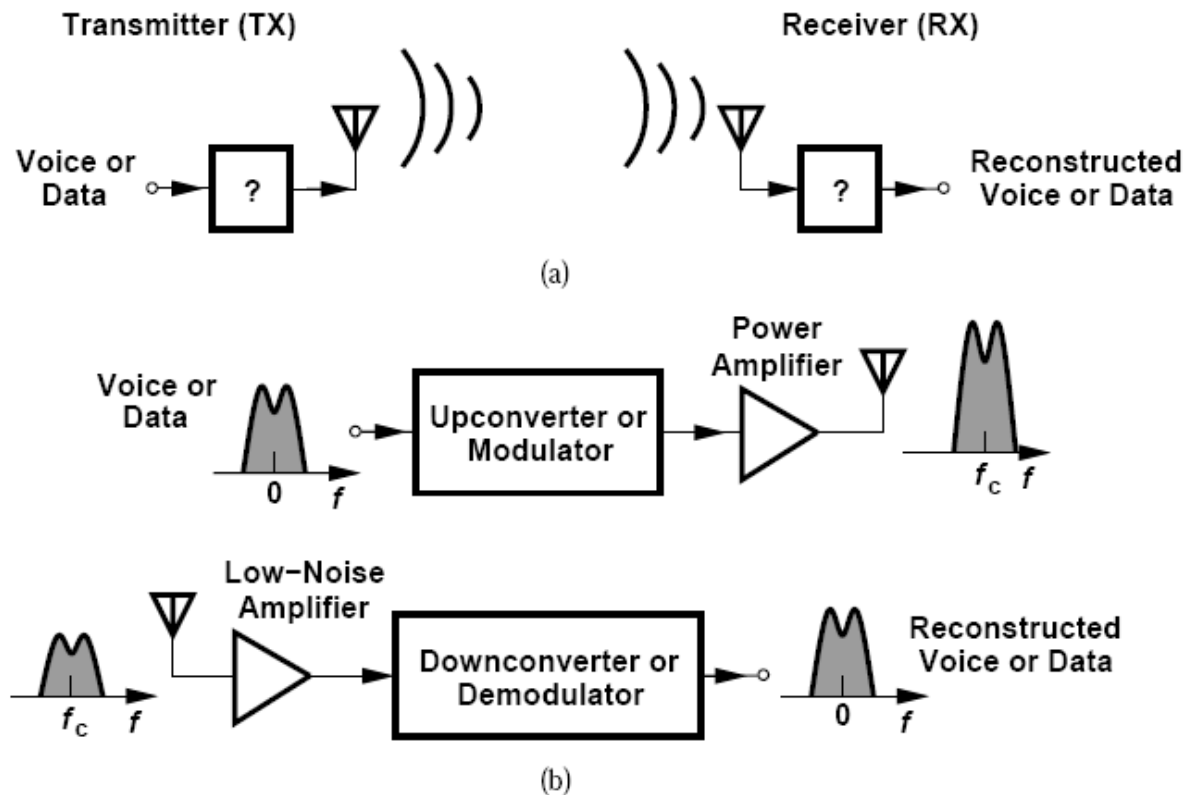 Transmitter (TX)
Receiver (RX)
Voice or
Data
?
?
Reconstructed
Voice or Data
(a)
Power
Amplifier
Voice or
Data
Upconverter or
Modulator
0
f
f c
f
Low−Noise
Amplifier
Downconverter or
Demodulator
Reconstructed
Voice or Data
f c
f
0
f
(b)